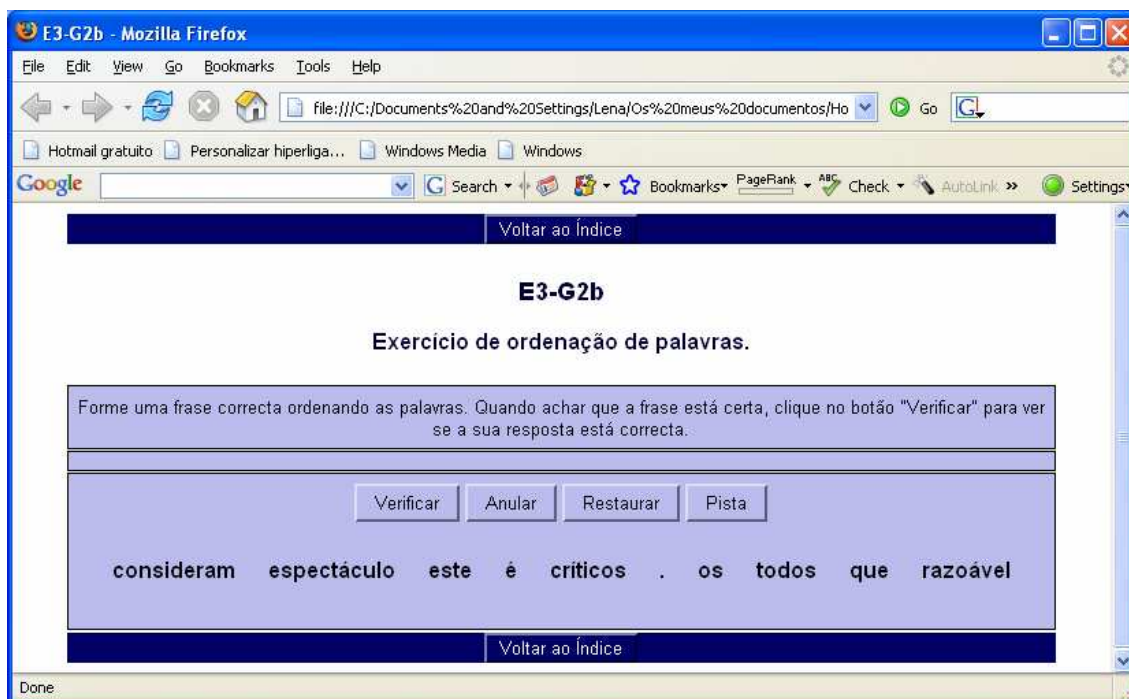 E3-G2b - Mozilla Firefox
File Edit View Go Bookmarks Tools Help
file:///C:/Documents%20and%20Settings/Lena/Os%20meus%20documentos/Ho Go G
Hotmail gratuito Personalizar hiperliga... Windows Media Windows
Google G Search Bookmarks PageRank ABC Check AutoLink » Settings
Voltar ao Índice
E3-G2b
Exercício de ordenação de palavras.
Forme uma frase correcta ordenando as palavras. Quando achar que a frase está certa, clique no botão "Verificar" para ver
se a sua resposta está correcta.
Verificar Anular Restaurar Pista
consideram espectáculo este é críticos . os todos que razoável
Voltar ao Índice
Done